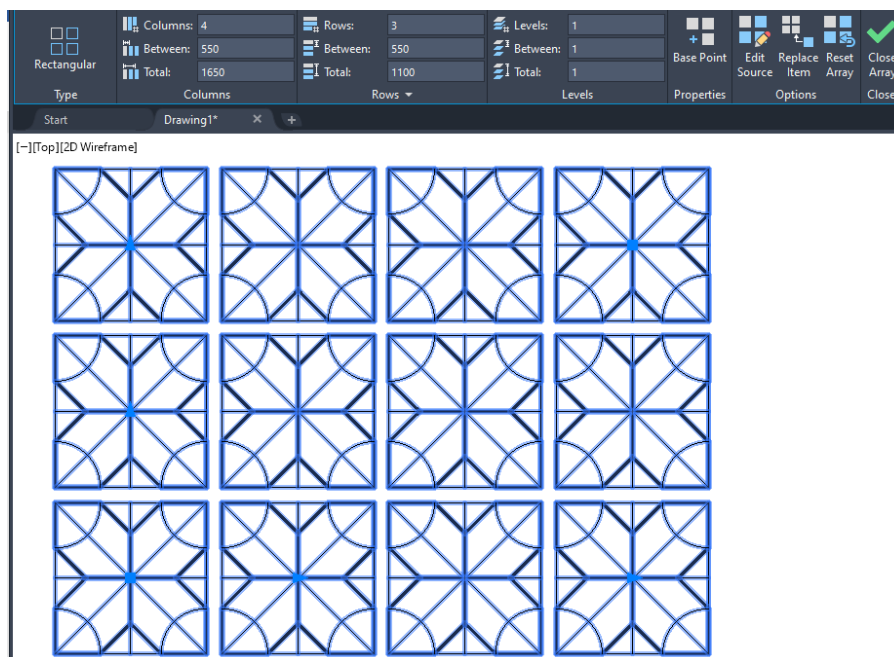 Columns: 4
Rows: 3
Levels: 1
Between: 550
Between: 550
Between: 1
Rectangular
Total: 1650
Total: 1100
Total: 1
Base Point
Edit Source
Replace Item
Reset Array
Close Array
Type
Columns
Rows
Levels
Properties
Options
Close
Start
Drawing1*
[−][Top][2D Wireframe]